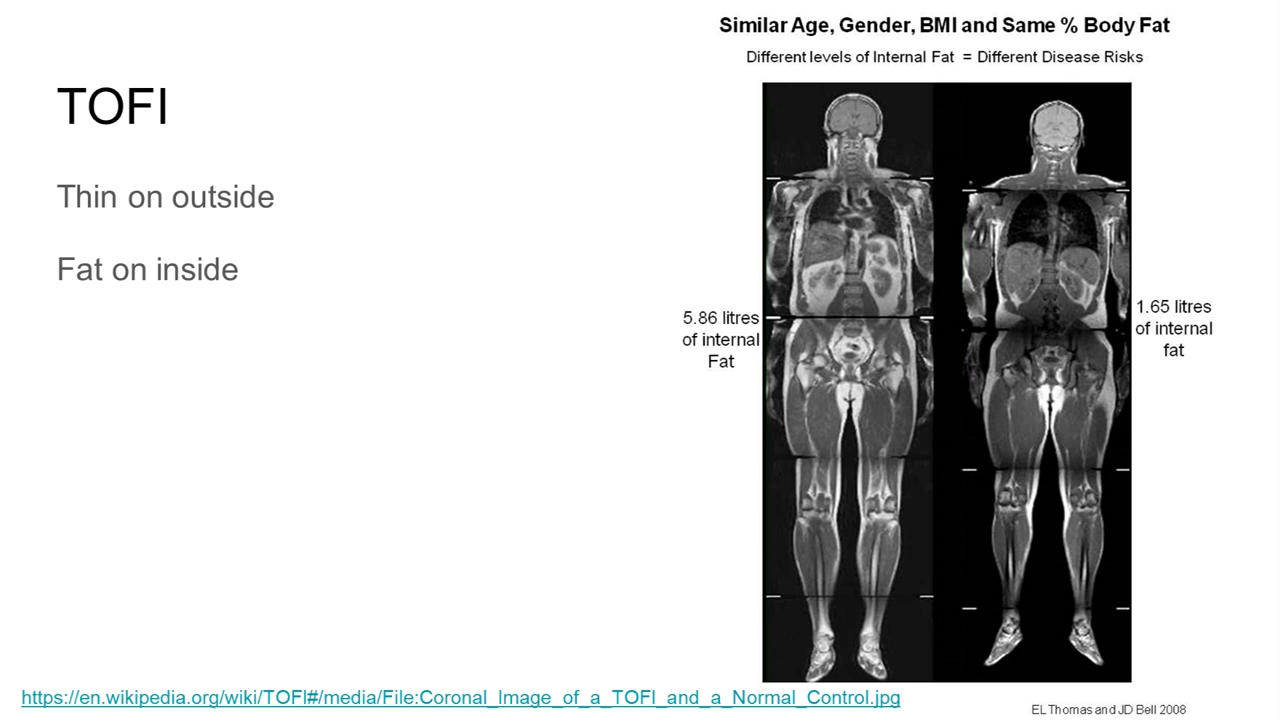 TOFI
Thin on outside
Fat on inside
Similar Age, Gender, BMI and Same % Body Fat
Different levels of Internal Fat = Different Disease Risks
5.86 litres
of internal
Fat
1.65 litres
of internal
fat
https://en.wikipedia.org/wiki/TOFI#/media/File:Coronal_Image_of_a_TOFI_and_a_Normal_Control.jpg
EL Thomas and JD Bell 2008